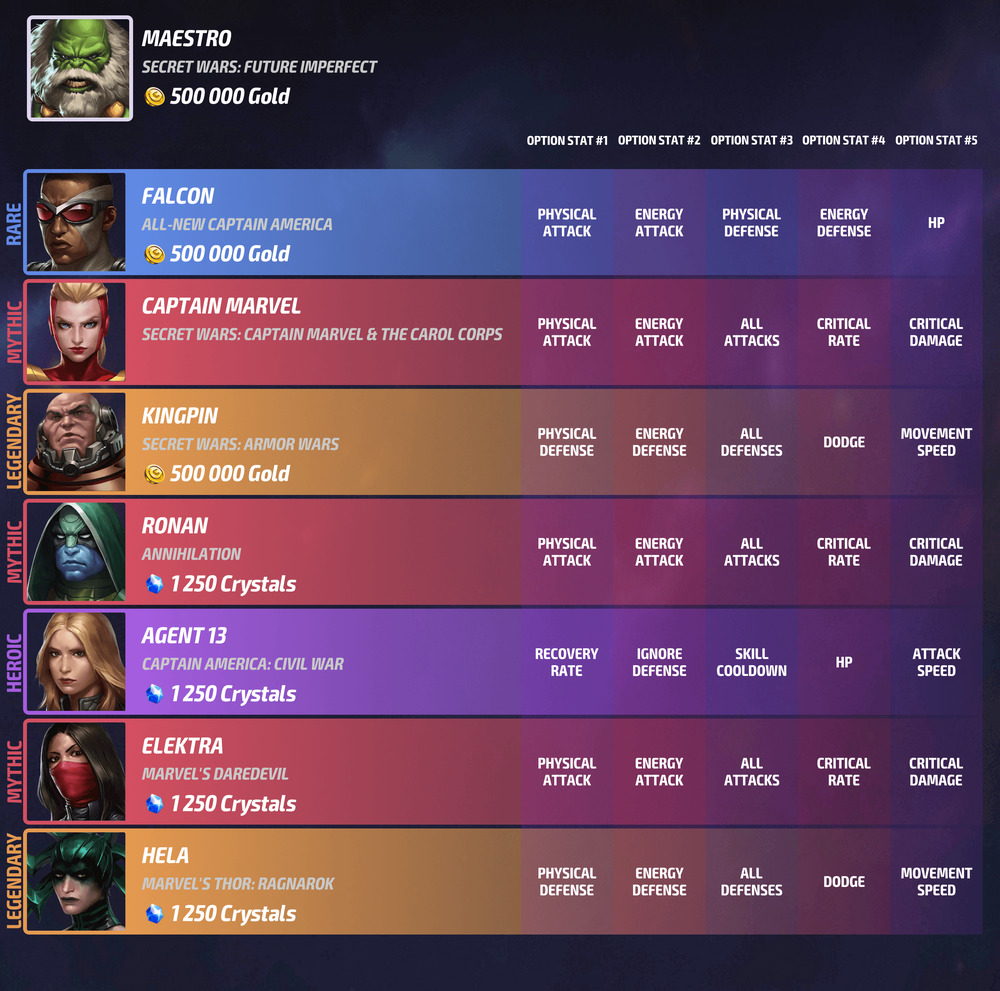 MAESTRO
SECRET WARS: FUTURE IMPERFECT
500 000 Gold
OPTION STAT #1 OPTION STAT #2 OPTION STAT #3 OPTION STAT #4 OPTION STAT #5
RARE
FALCON
ALL-NEW CAPTAIN AMERICA
500 000 Gold
PHYSICAL ATTACK
ENERGY ATTACK
PHYSICAL DEFENSE
ENERGY DEFENSE
HP
MYTHIC
CAPTAIN MARVEL
SECRET WARS: CAPTAIN MARVEL & THE CAROL CORPS
PHYSICAL ATTACK
ENERGY ATTACK
ALL ATTACKS
CRITICAL RATE
CRITICAL DAMAGE
LEGENDARY
KINGPIN
SECRET WARS: ARMOR WARS
500 000 Gold
PHYSICAL DEFENSE
ENERGY DEFENSE
ALL DEFENSES
DODGE
MOVEMENT SPEED
MYTHIC
RONAN
ANNIHILATION
1 250 Crystals
PHYSICAL ATTACK
ENERGY ATTACK
ALL ATTACKS
CRITICAL RATE
CRITICAL DAMAGE
HEROIC
AGENT 13
CAPTAIN AMERICA: CIVIL WAR
1 250 Crystals
RECOVERY RATE
IGNORE DEFENSE
SKILL COOLDOWN
HP
ATTACK SPEED
MYTHIC
ELEKTRA
MARVEL'S DAREDEVIL
1 250 Crystals
PHYSICAL ATTACK
ENERGY ATTACK
ALL ATTACKS
CRITICAL RATE
CRITICAL DAMAGE
LEGENDARY
HELA
MARVEL'S THOR: RAGNAROK
1 250 Crystals
PHYSICAL DEFENSE
ENERGY DEFENSE
ALL DEFENSES
DODGE
MOVEMENT SPEED